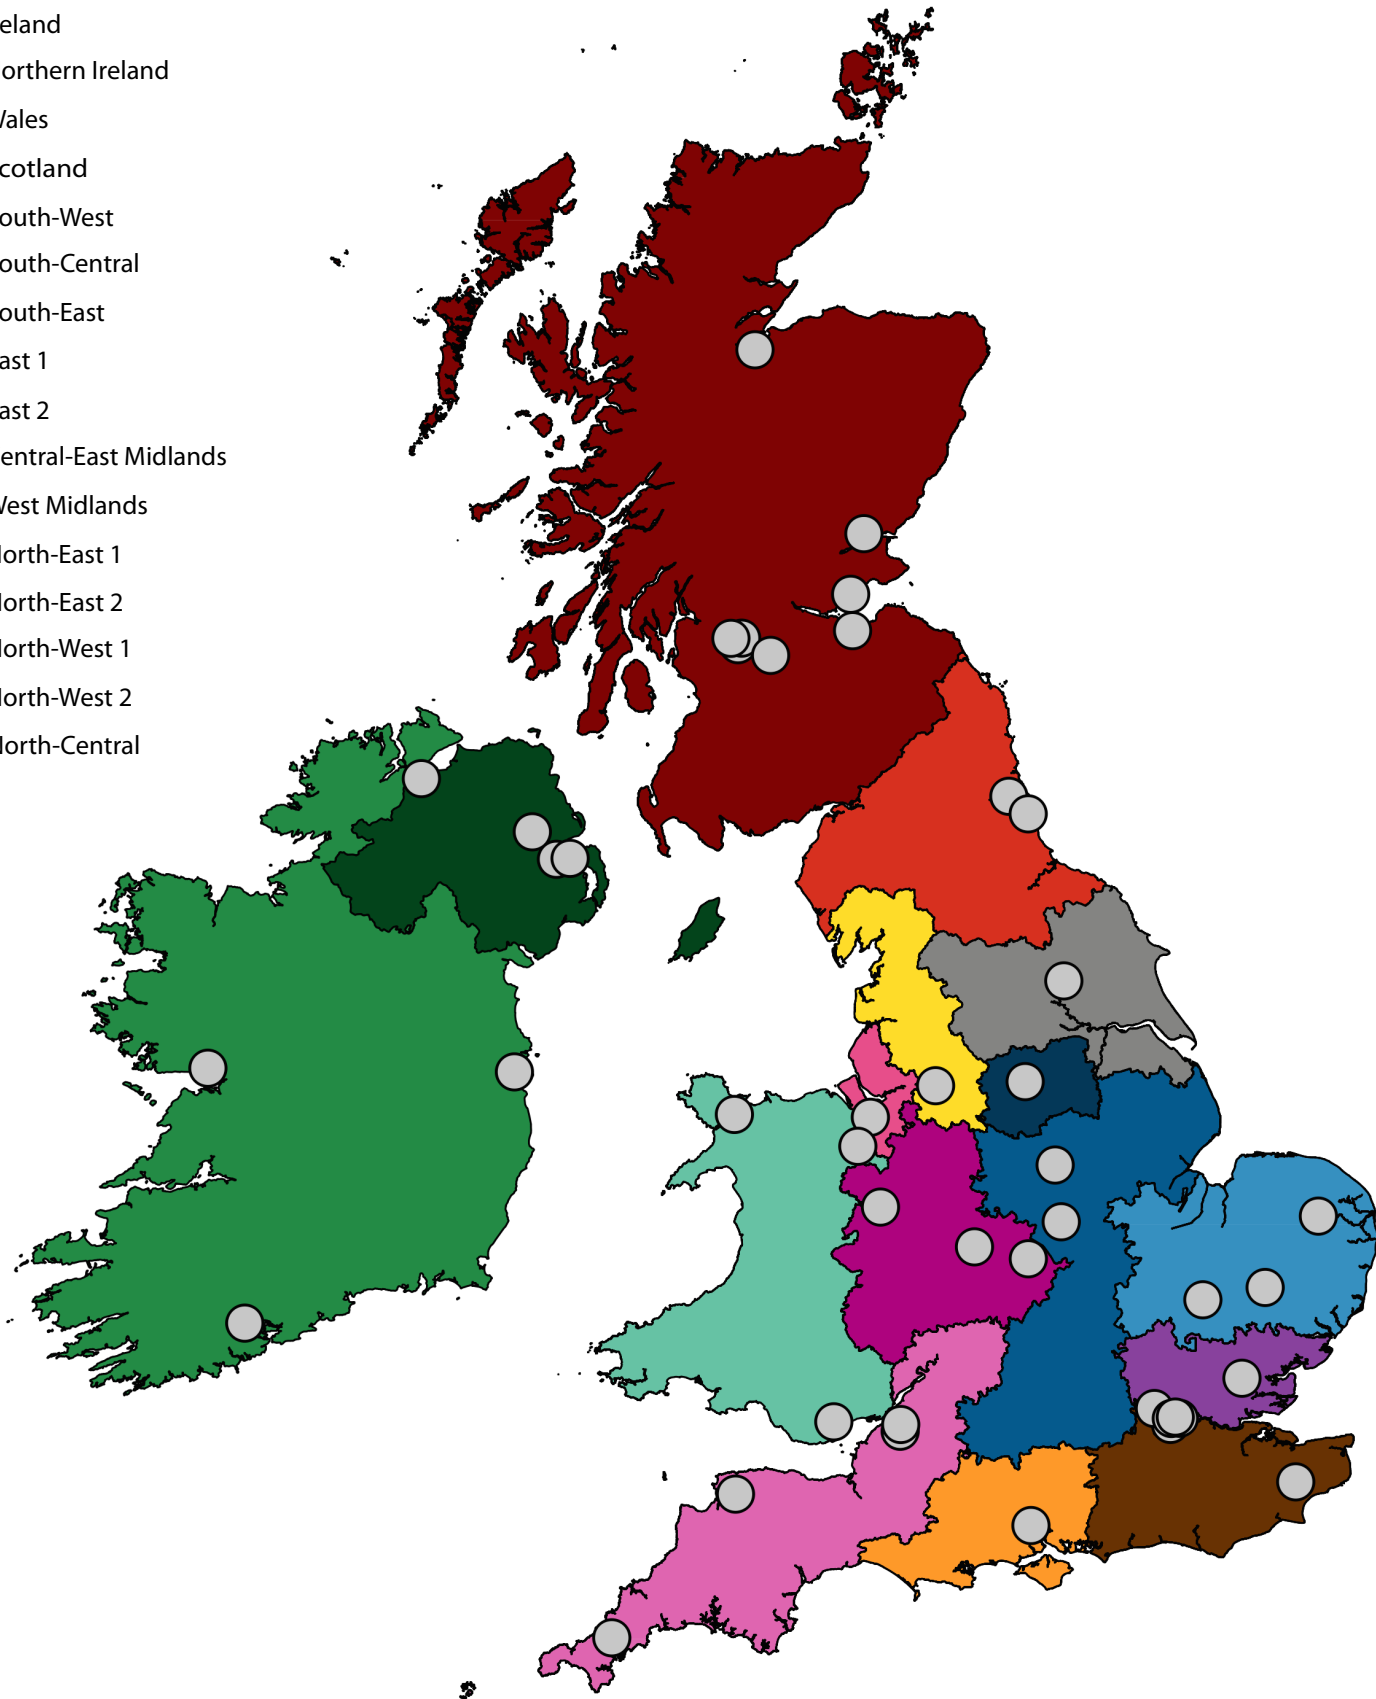 reland
orthern Ireland
Vales
cotland
outh-West
outh-Central
outh-East
ast 1
ast 2
entral-East Midlands
Vest Midlands
lorth-East 1
lorth-East 2
lorth-West 1
lorth-West 2
lorth-Central